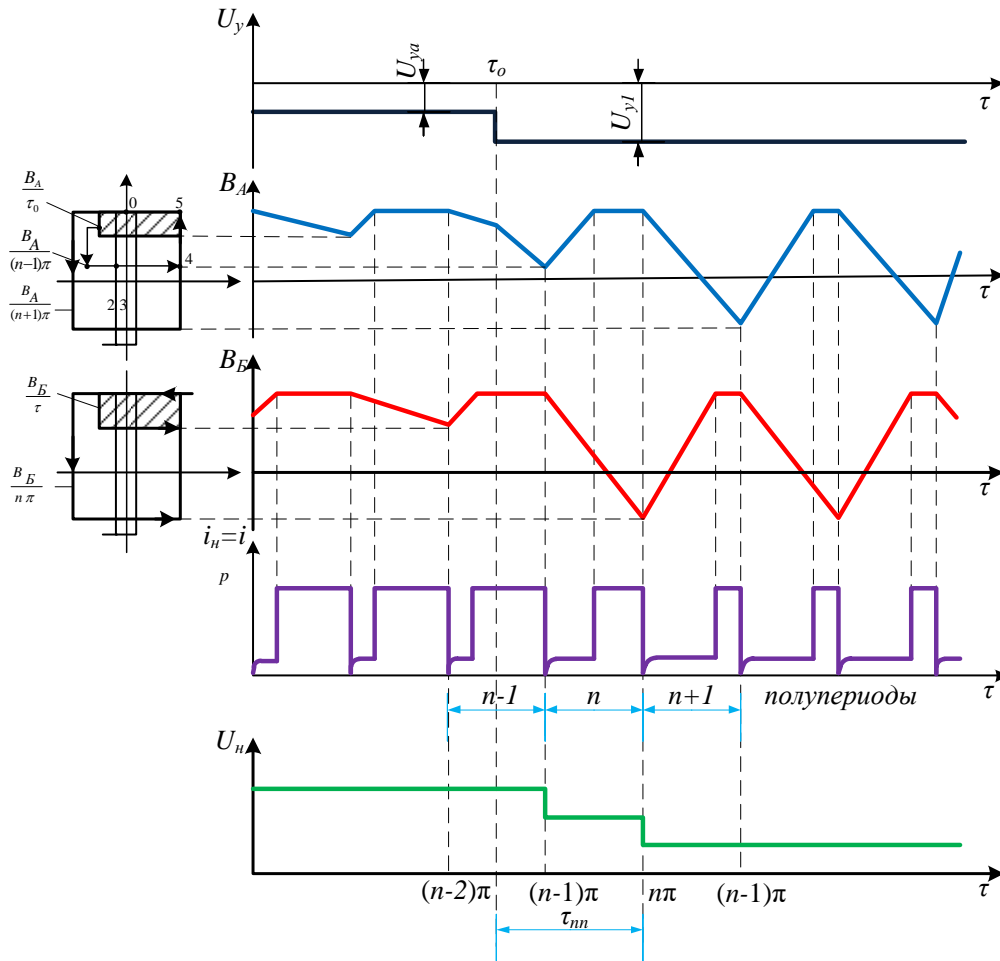 U_y
U_ya
τ_o
U_y1
τ
B_A
B_A
τ_0
0
5
B_A
(n–1)π
4
B_A
(n+1)π
2
3
τ
B_Б
B_Б
τ
B_Б
n π
τ
i_н=i
p
τ
n-1
n
n+1
полупериоды
U_н
τ
(n-2)π
(n-1)π
nπ
(n-1)π
τ_пп